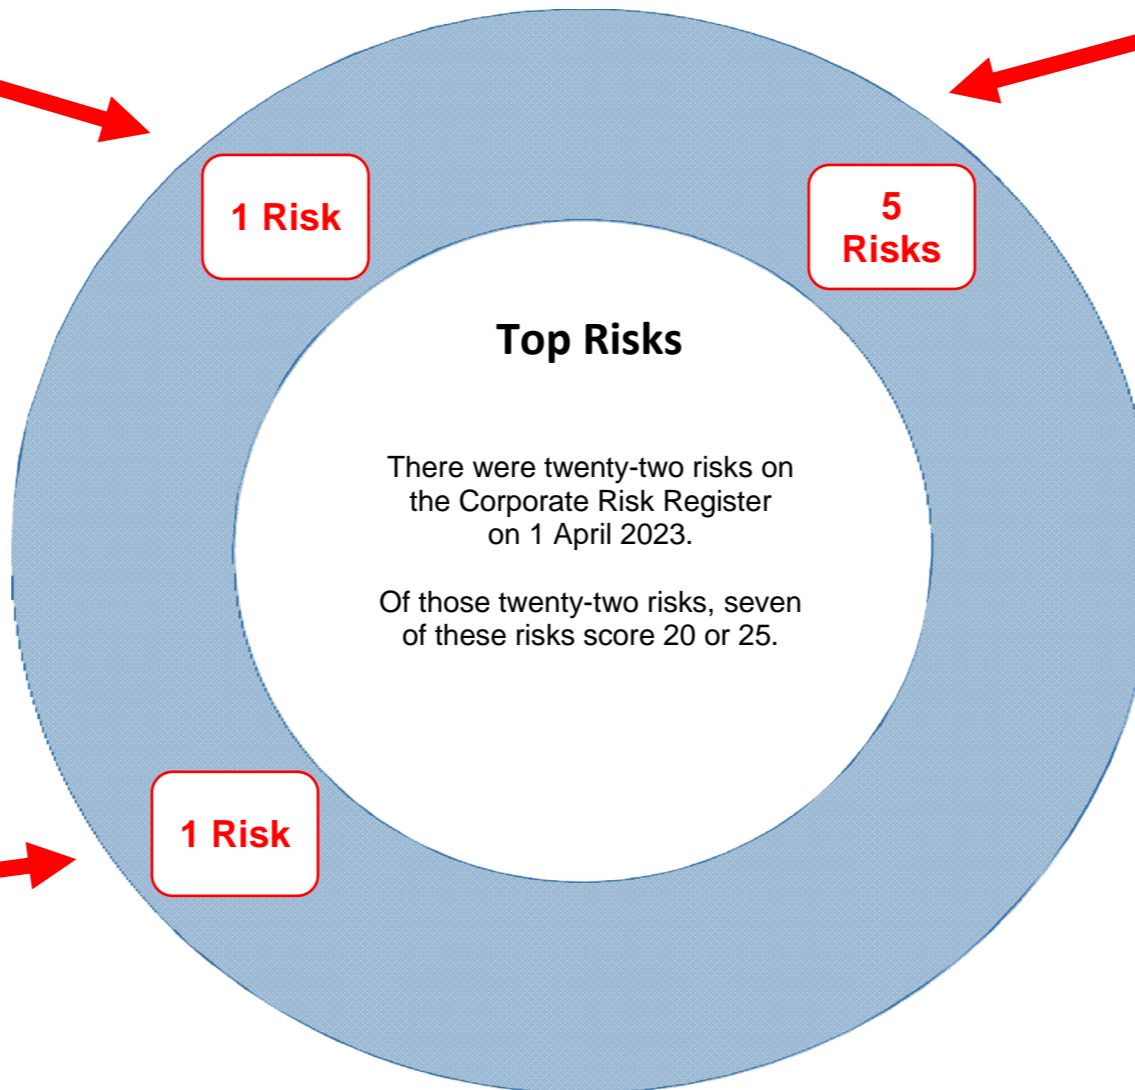 1 Risk
5
Risks
Top Risks
There were twenty-two risks on
the Corporate Risk Register
on 1 April 2023.
Of those twenty-two risks, seven
of these risks score 20 or 25.
1 Risk